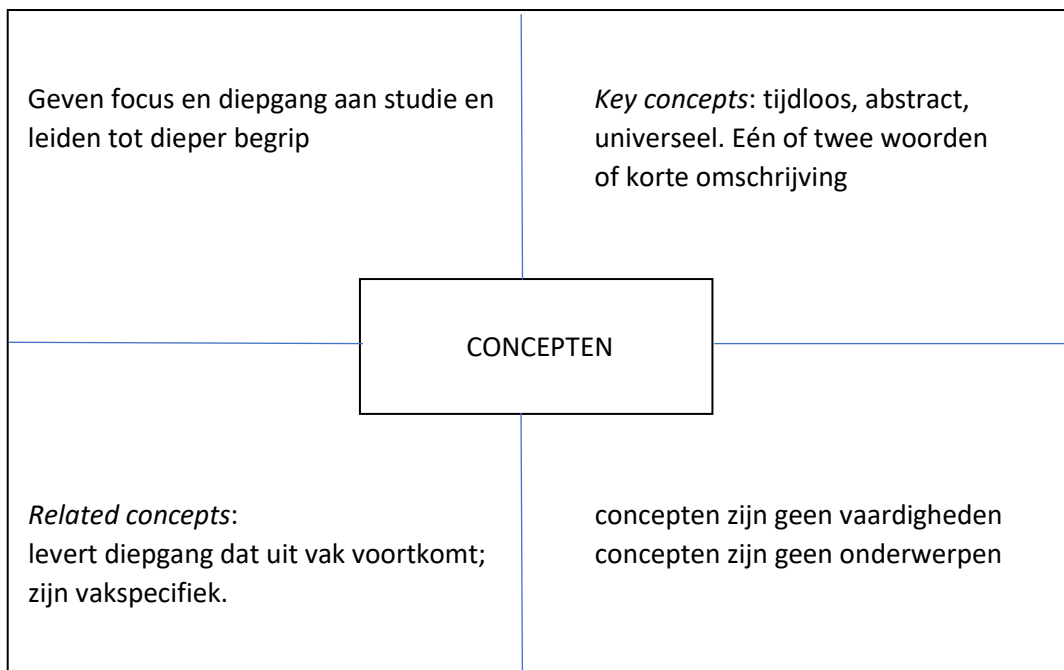 Geven focus en diepgang aan studie en
leiden tot dieper begrip
Key concepts: tijdloos, abstract,
universeel. Eén of twee woorden
of korte omschrijving
CONCEPTEN
Related concepts:
levert diepgang dat uit vak voortkomt;
zijn vakspecifiek.
concepten zijn geen vaardigheden
concepten zijn geen onderwerpen